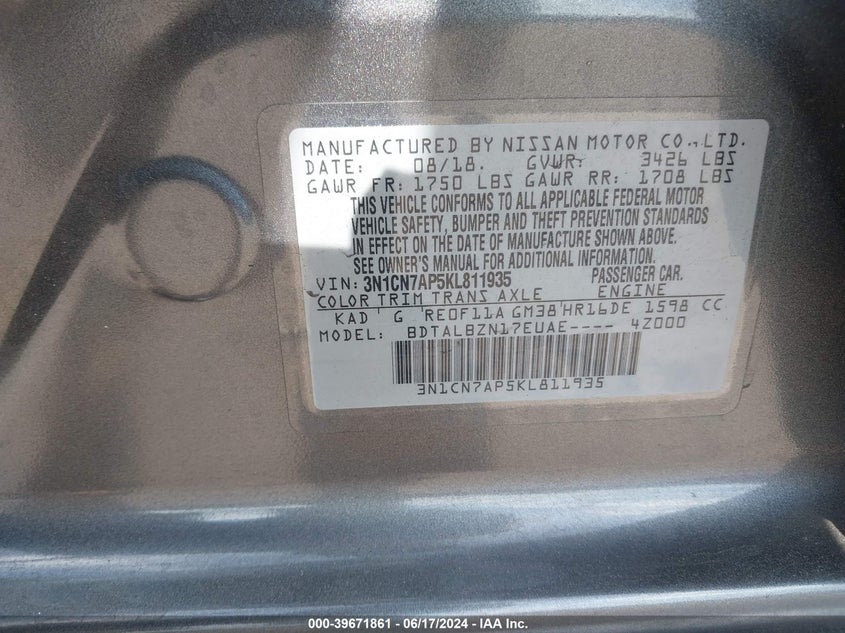 MANUFACTURED BY NISSAN MOTOR CO.,LTD.
DATE: 08/18. GVWR: 3426 LBS
GAWR FR: 1750 LBS GAWR RR: 1708 LBS
THIS VEHICLE CONFORMS TO ALL APPLICABLE FEDERAL MOTOR
VEHICLE SAFETY, BUMPER AND THEFT PREVENTION STANDARDS
IN EFFECT ON THE DATE OF MANUFACTURE SHOWN ABOVE.
SEE OWNER'S MANUAL FOR ADDITIONAL INFORMATION.
VIN: 3N1CN7AP5KL811935 PASSENGER CAR.
COLOR TRIM TRANS AXLE ENGINE
KAD G RE0F11A GM38 HR16DE 1598 CC
MODEL: BDTALBZN17EUAE---- 4Z000
3N1CN7AP5KL811935
000-39671861 / 06/17/2024 - IAA Inc.